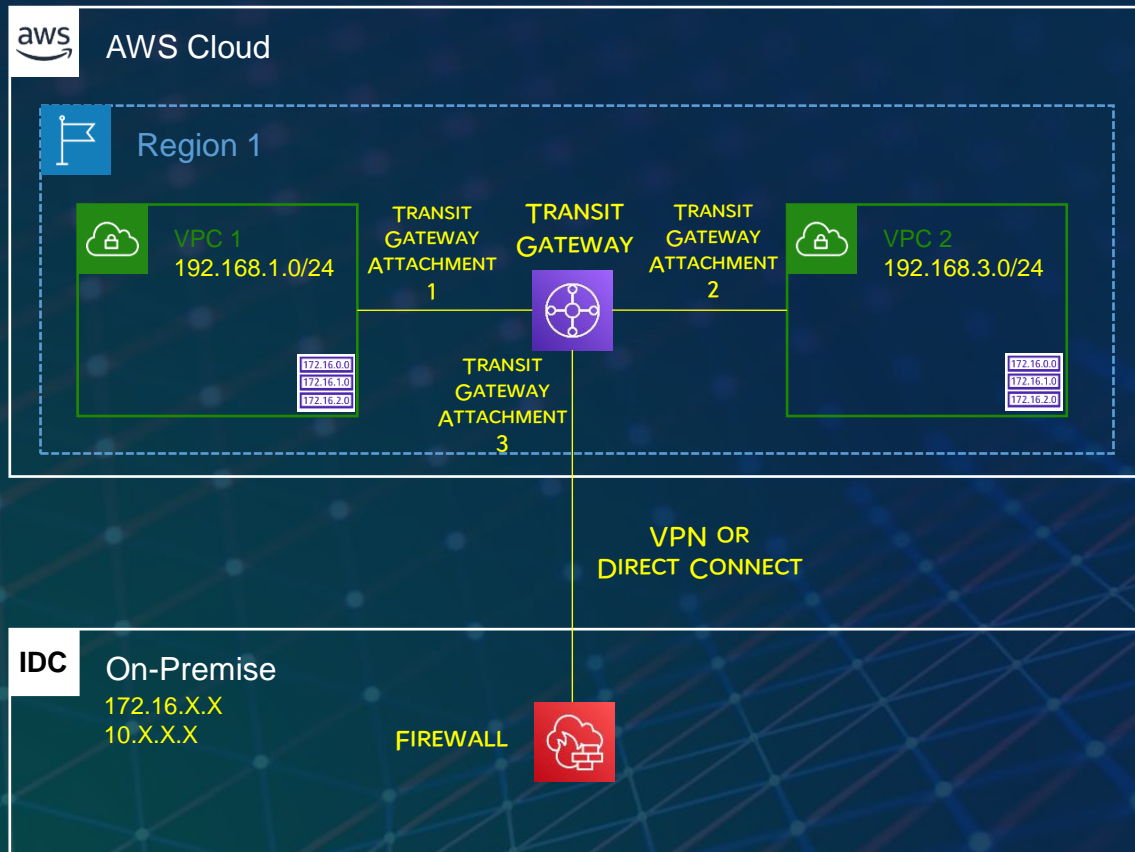 aws
AWS Cloud
Region 1
VPC 1
192.168.1.0/24
172.16.0.0
172.16.1.0
172.16.2.0
TRANSIT
GATEWAY
ATTACHMENT
1
TRANSIT
GATEWAY
TRANSIT
GATEWAY
ATTACHMENT
2
VPC 2
192.168.3.0/24
172.16.0.0
172.16.1.0
172.16.2.0
TRANSIT
GATEWAY
ATTACHMENT
3
VPN OR
DIRECT CONNECT
IDC
On-Premise
172.16.X.X
10.X.X.X
FIREWALL